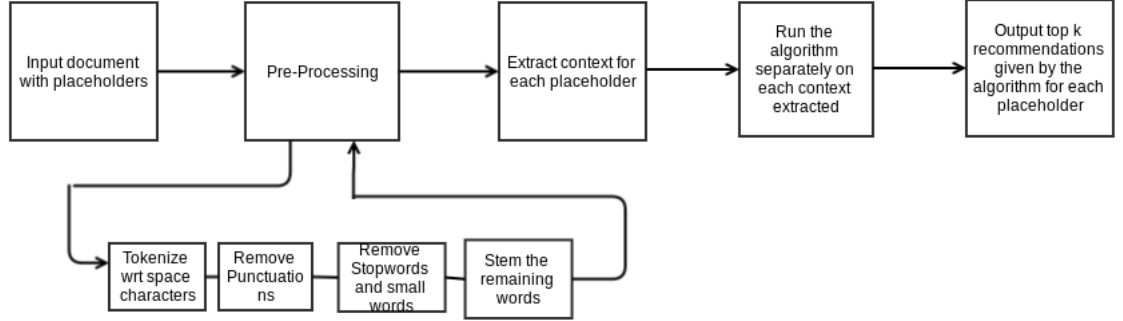 Input document
with placeholders
Pre-Processing
Extract context for
each placeholder
Run the
algorithm
separately on
each context
extracted
Output top k
recommendations
given by the
algorithm for each
placeholder
Tokenize
wrt space
characters
Remove
Punctuatio
ns
Remove
Stopwords
and small
words
Stem the
remaining
words